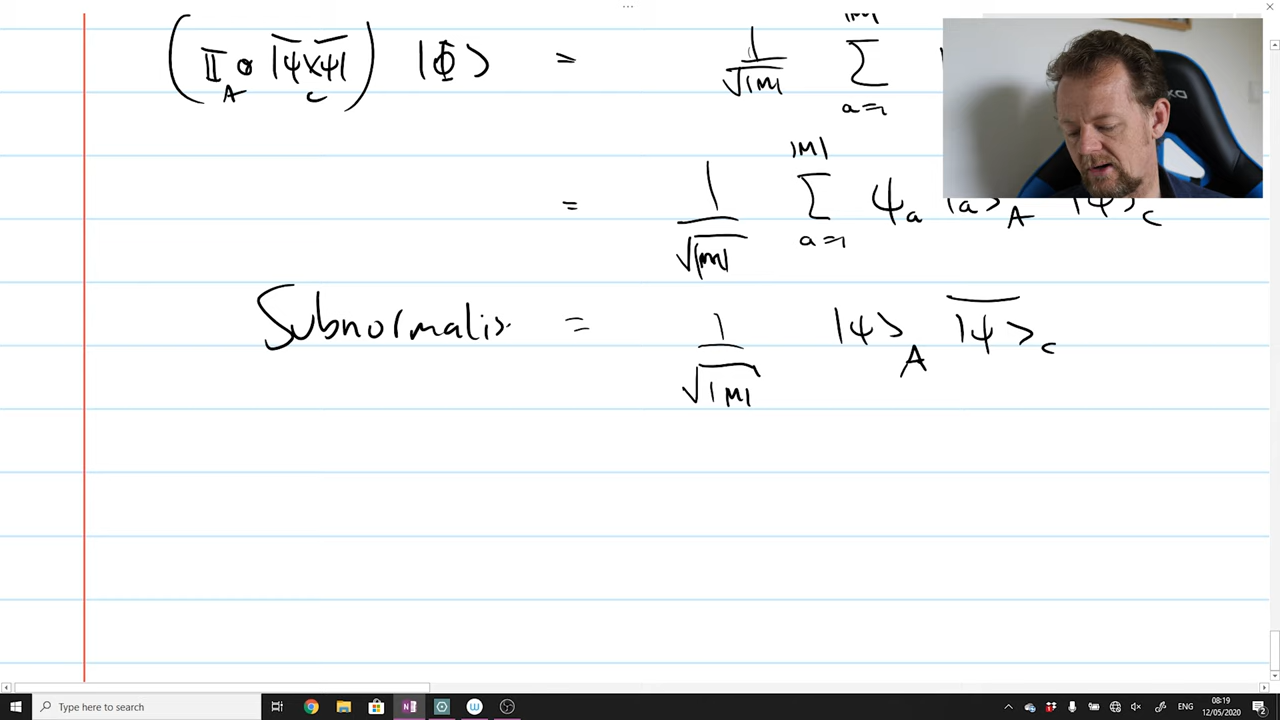 ( 𝕀_A ⊗ |ψ̄⟩⟨ψ̄|_C ) |Φ⟩ = 1/√|M| Σ_{a=1}^{|M|}
= 1/√|M| Σ_{a=1}^{|M|} ψ_a |a⟩_A |ψ⟩_C
Subnormalis = 1/√|M| |ψ⟩_A \overline{|ψ⟩}_C
Type here to search
ENG
08:19
12/05/2020